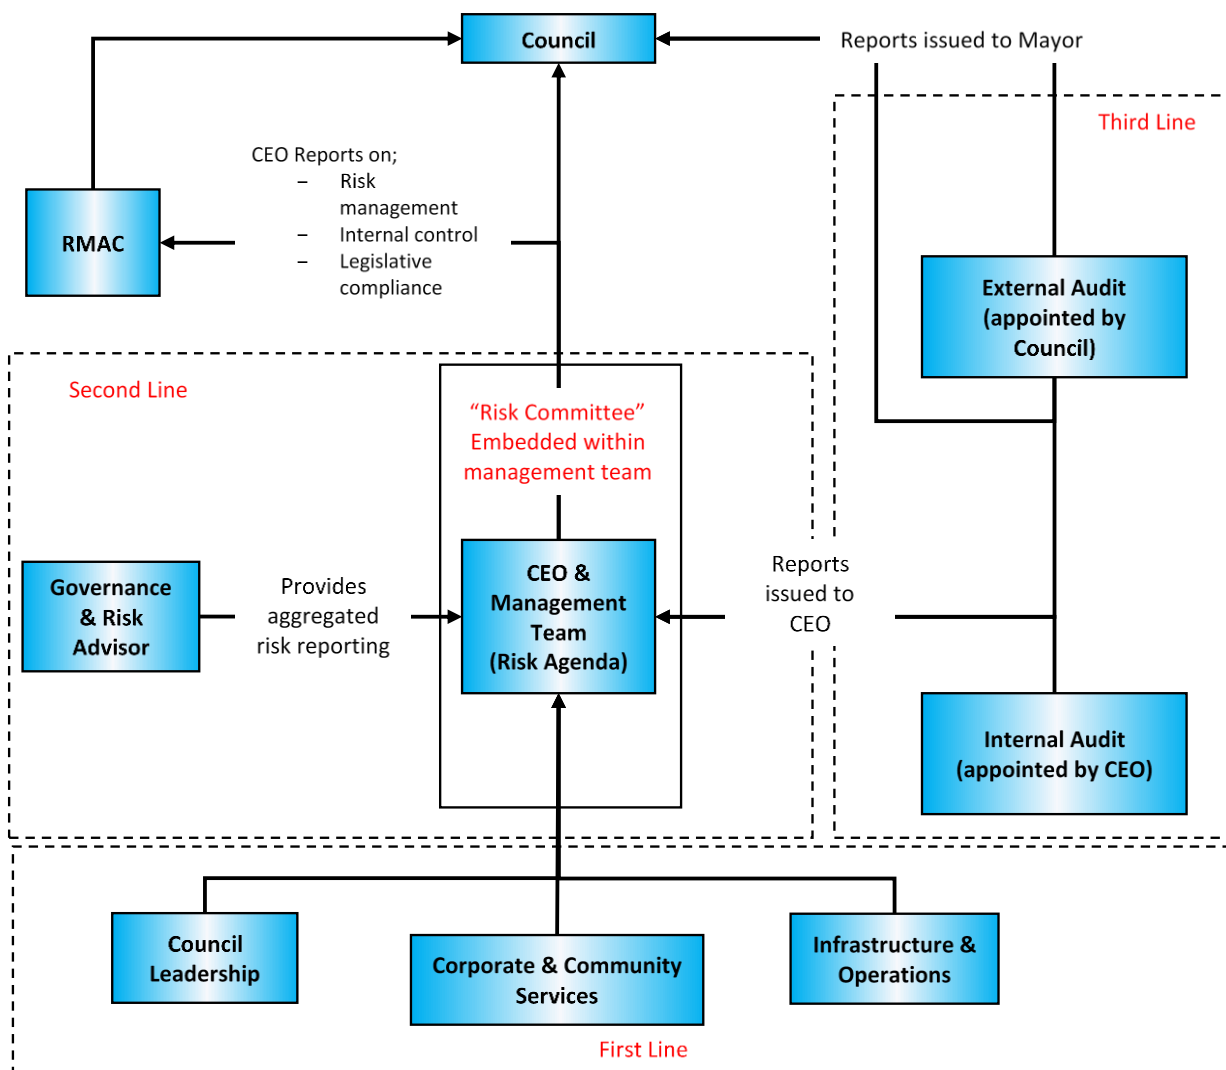 Council
Reports issued to Mayor
Third Line
CEO Reports on;
– Risk
management
– Internal control
– Legislative
compliance
RMAC
External Audit
(appointed by
Council)
Second Line
“Risk Committee”
Embedded within
management team
Governance
& Risk
Advisor
Provides
aggregated
risk reporting
CEO &
Management
Team
(Risk Agenda)
Reports
issued to
CEO
Internal Audit
(appointed by CEO)
Council
Leadership
Corporate & Community
Services
Infrastructure &
Operations
First Line